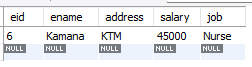 eid ename address salary job
6 Kamana KTM 45000 Nurse
NULL NULL NULL NULL NULL